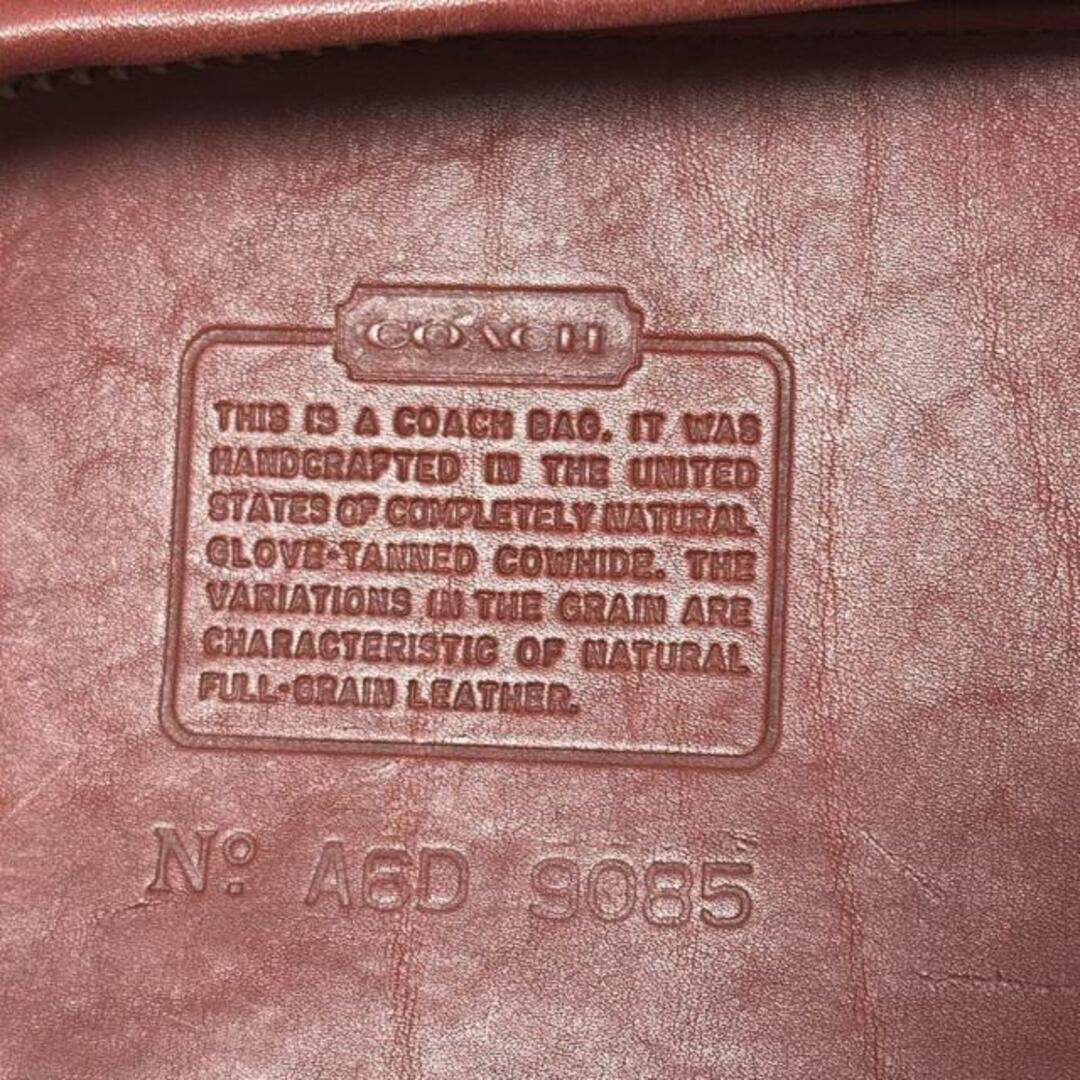 COACH
THIS IS A COACH BAG. IT WAS
HANDCRAFTED IN THE UNITED
STATES OF COMPLETELY NATURAL
GLOVE-TANNED COWHIDE. THE
VARIATIONS IN THE GRAIN ARE
CHARACTERISTIC OF NATURAL
FULL-GRAIN LEATHER.
Nº A6D 9085